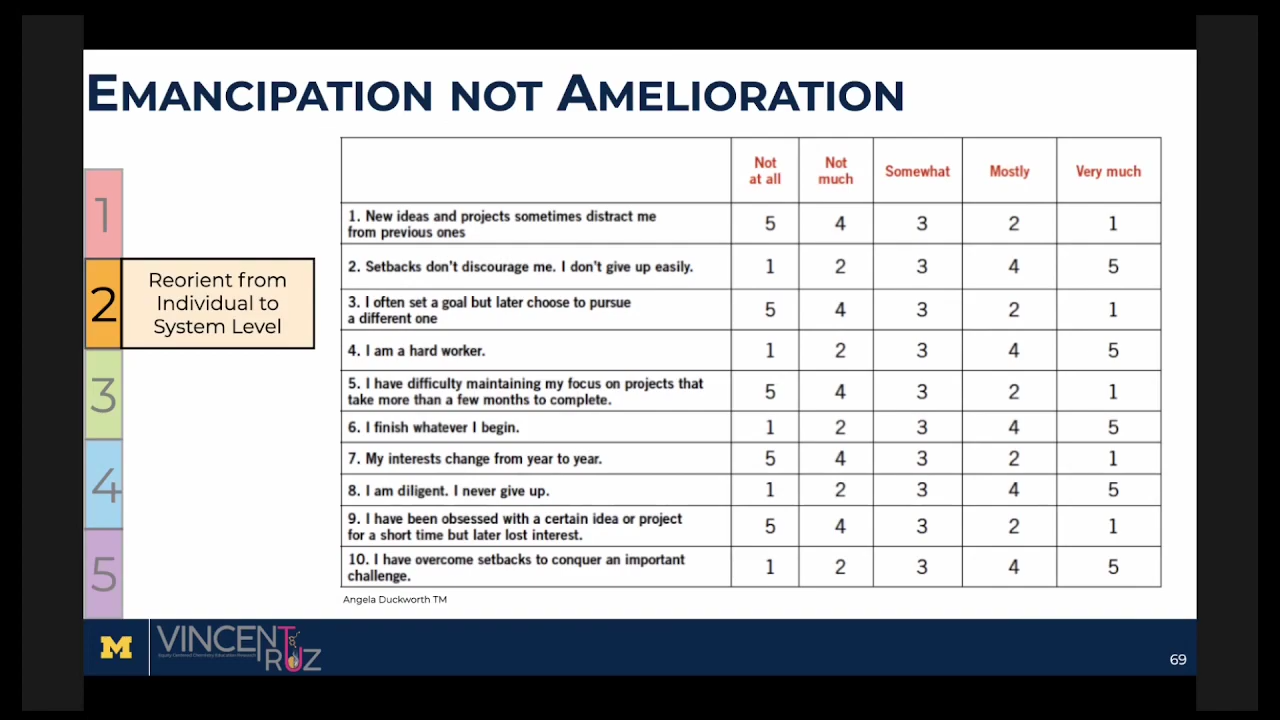 EMANCIPATION NOT AMELIORATION
1
2
Reorient from
Individual to
System Level
3
4
5
Not at all Not much Somewhat Mostly Very much
1. New ideas and projects sometimes distract me
from previous ones 5 4 3 2 1
2. Setbacks don't discourage me. I don't give up easily. 1 2 3 4 5
3. I often set a goal but later choose to pursue
a different one 5 4 3 2 1
4. I am a hard worker. 1 2 3 4 5
5. I have difficulty maintaining my focus on projects that
take more than a few months to complete. 5 4 3 2 1
6. I finish whatever I begin. 1 2 3 4 5
7. My interests change from year to year. 5 4 3 2 1
8. I am diligent. I never give up. 1 2 3 4 5
9. I have been obsessed with a certain idea or project
for a short time but later lost interest. 5 4 3 2 1
10. I have overcome setbacks to conquer an important
challenge. 1 2 3 4 5
Angela Duckworth TM
M
VINCENT
RUZ
Equity Centered Chemistry Education Research
69